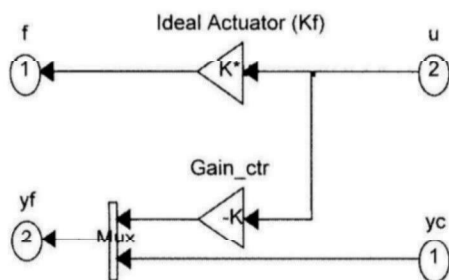 Ideal Actuator (Kf)
f
u
1
K*
2
Gain_ctr
yf
-K
yc
2
Mux
1